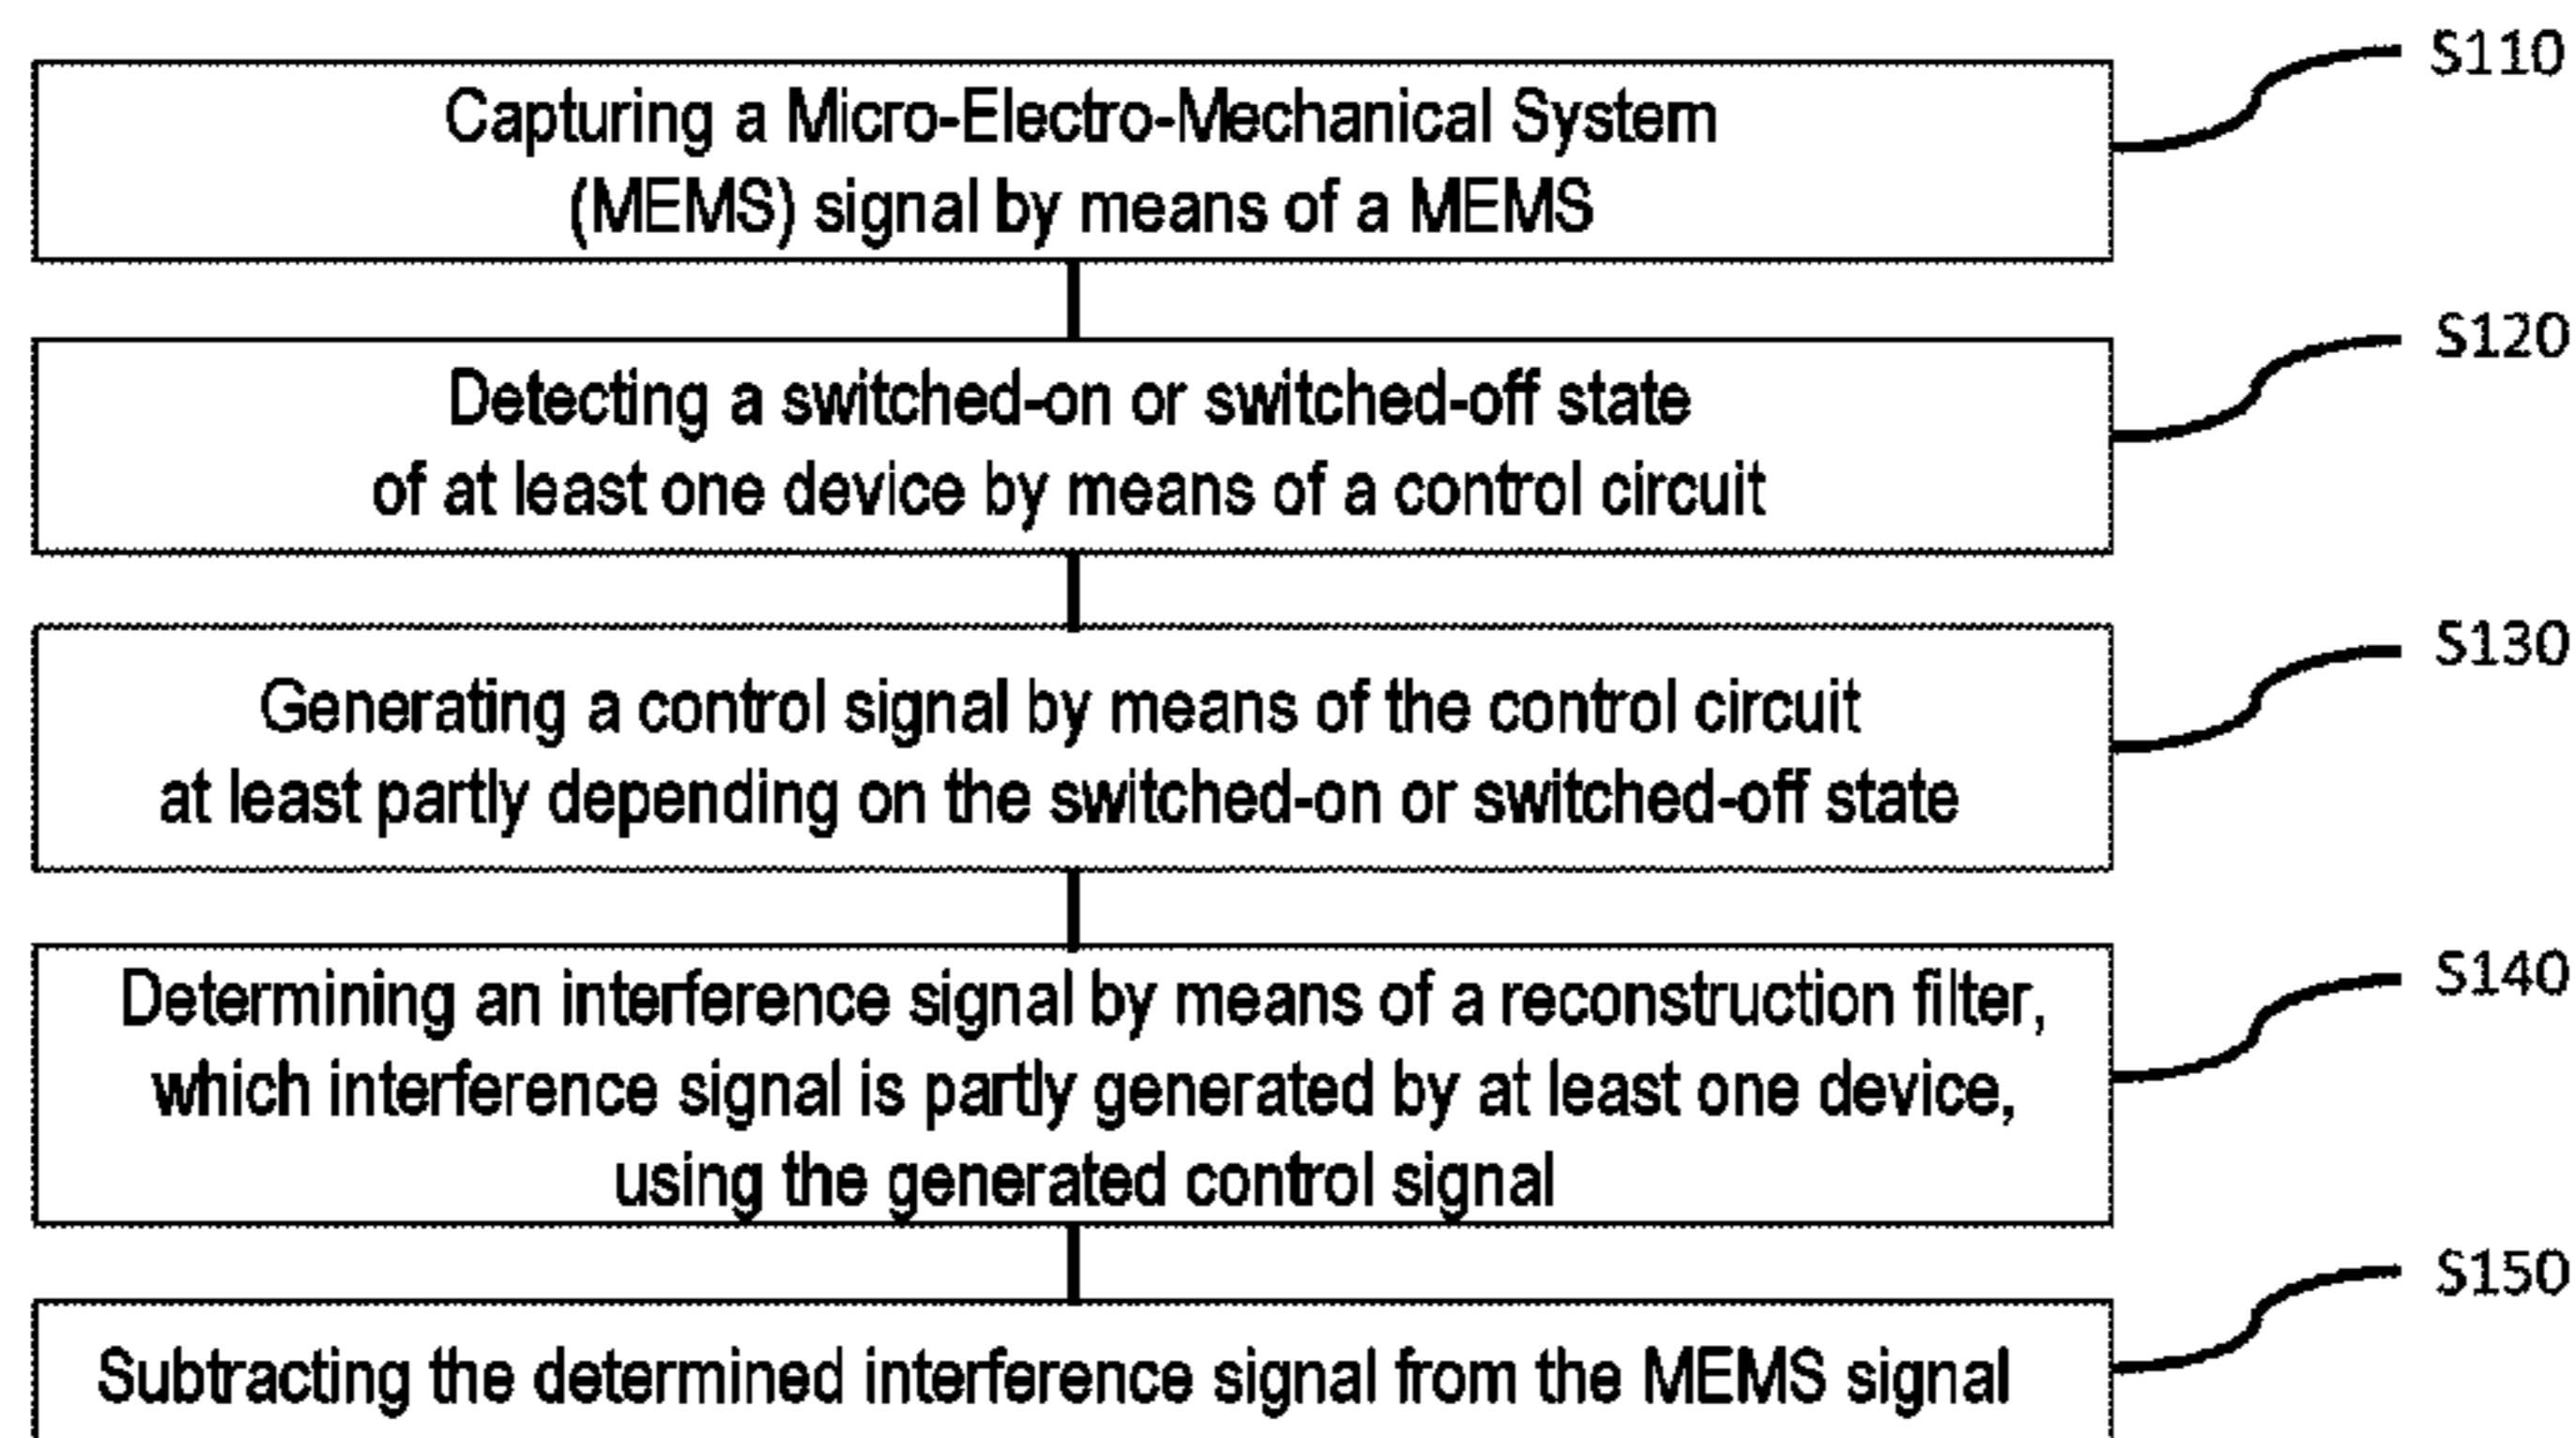 S110
Capturing a Micro-Electro-Mechanical System
(MEMS) signal by means of a MEMS
S120
Detecting a switched-on or switched-off state
of at least one device by means of a control circuit
S130
Generating a control signal by means of the control circuit
at least partly depending on the switched-on or switched-off state
S140
Determining an interference signal by means of a reconstruction filter,
which interference signal is partly generated by at least one device,
using the generated control signal
S150
Subtracting the determined interference signal from the MEMS signal